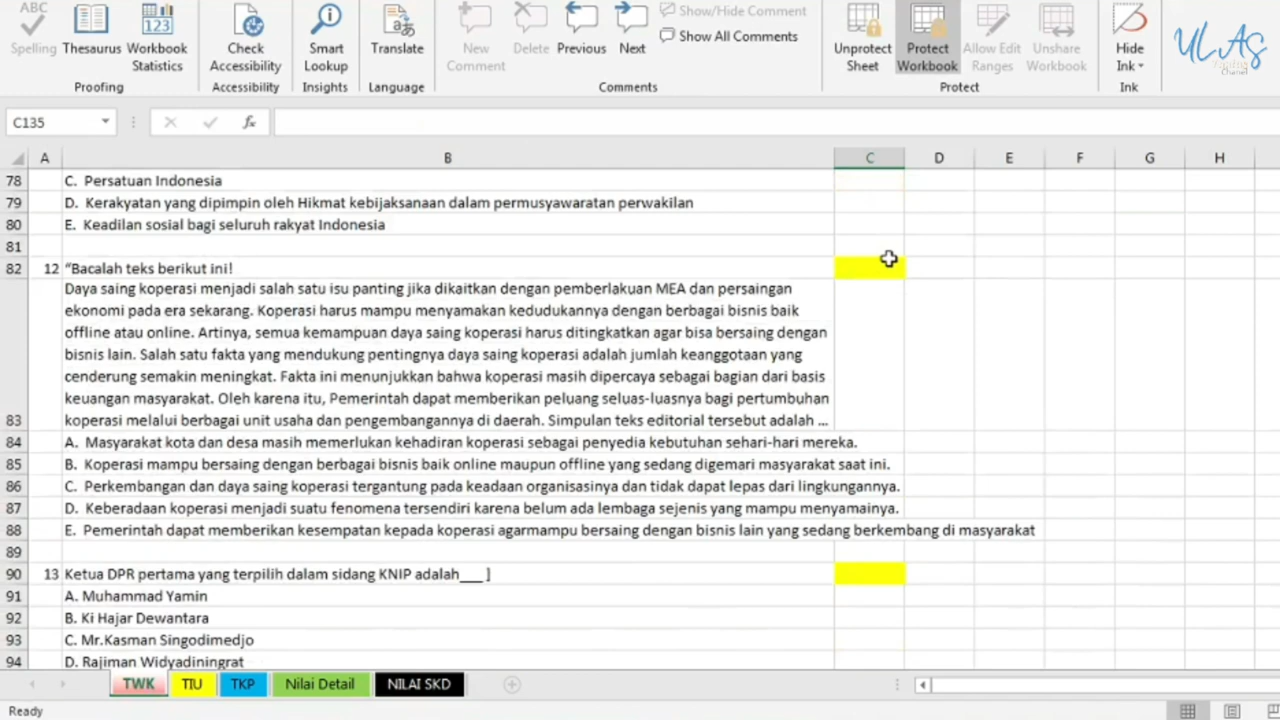 ABC
Spelling
Thesaurus
Workbook Statistics
Proofing
Check Accessibility
Accessibility
Smart Lookup
Insights
Translate
Language
New Comment
Delete
Previous
Next
Show/Hide Comment
Show All Comments
Comments
Unprotect Sheet
Protect Workbook
Allow Edit Ranges
Unshare Workbook
Protect
Hide Ink
Ink
ULAS
Chanel
C135
fx
A B C D E F G H
78 C. Persatuan Indonesia
79 D. Kerakyatan yang dipimpin oleh Hikmat kebijaksanaan dalam permusyawaratan perwakilan
80 E. Keadilan sosial bagi seluruh rakyat Indonesia
81
82 12 “Bacalah teks berikut ini!
Daya saing koperasi menjadi salah satu isu panting jika dikaitkan dengan pemberlakuan MEA dan persaingan
ekonomi pada era sekarang. Koperasi harus mampu menyamakan kedudukannya dengan berbagai bisnis baik
offline atau online. Artinya, semua kemampuan daya saing koperasi harus ditingkatkan agar bisa bersaing dengan
bisnis lain. Salah satu fakta yang mendukung pentingnya daya saing koperasi adalah jumlah keanggotaan yang
cenderung semakin meningkat. Fakta ini menunjukkan bahwa koperasi masih dipercaya sebagai bagian dari basis
keuangan masyarakat. Oleh karena itu, Pemerintah dapat memberikan peluang seluas-luasnya bagi pertumbuhan
83 koperasi melalui berbagai unit usaha dan pengembangannya di daerah. Simpulan teks editorial tersebut adalah ...
84 A. Masyarakat kota dan desa masih memerlukan kehadiran koperasi sebagai penyedia kebutuhan sehari-hari mereka.
85 B. Koperasi mampu bersaing dengan berbagai bisnis baik online maupun offline yang sedang digemari masyarakat saat ini.
86 C. Perkembangan dan daya saing koperasi tergantung pada keadaan organisasinya dan tidak dapat lepas dari lingkungannya.
87 D. Keberadaan koperasi menjadi suatu fenomena tersendiri karena belum ada lembaga sejenis yang mampu menyamainya.
88 E. Pemerintah dapat memberikan kesempatan kepada koperasi agarmampu bersaing dengan bisnis lain yang sedang berkembang di masyarakat
89
90 13 Ketua DPR pertama yang terpilih dalam sidang KNIP adalah___ ]
91 A. Muhammad Yamin
92 B. Ki Hajar Dewantara
93 C. Mr.Kasman Singodimedjo
94 D. Rajiman Widyadiningrat
TWK TIU TKP Nilai Detail NILAI SKD
Ready